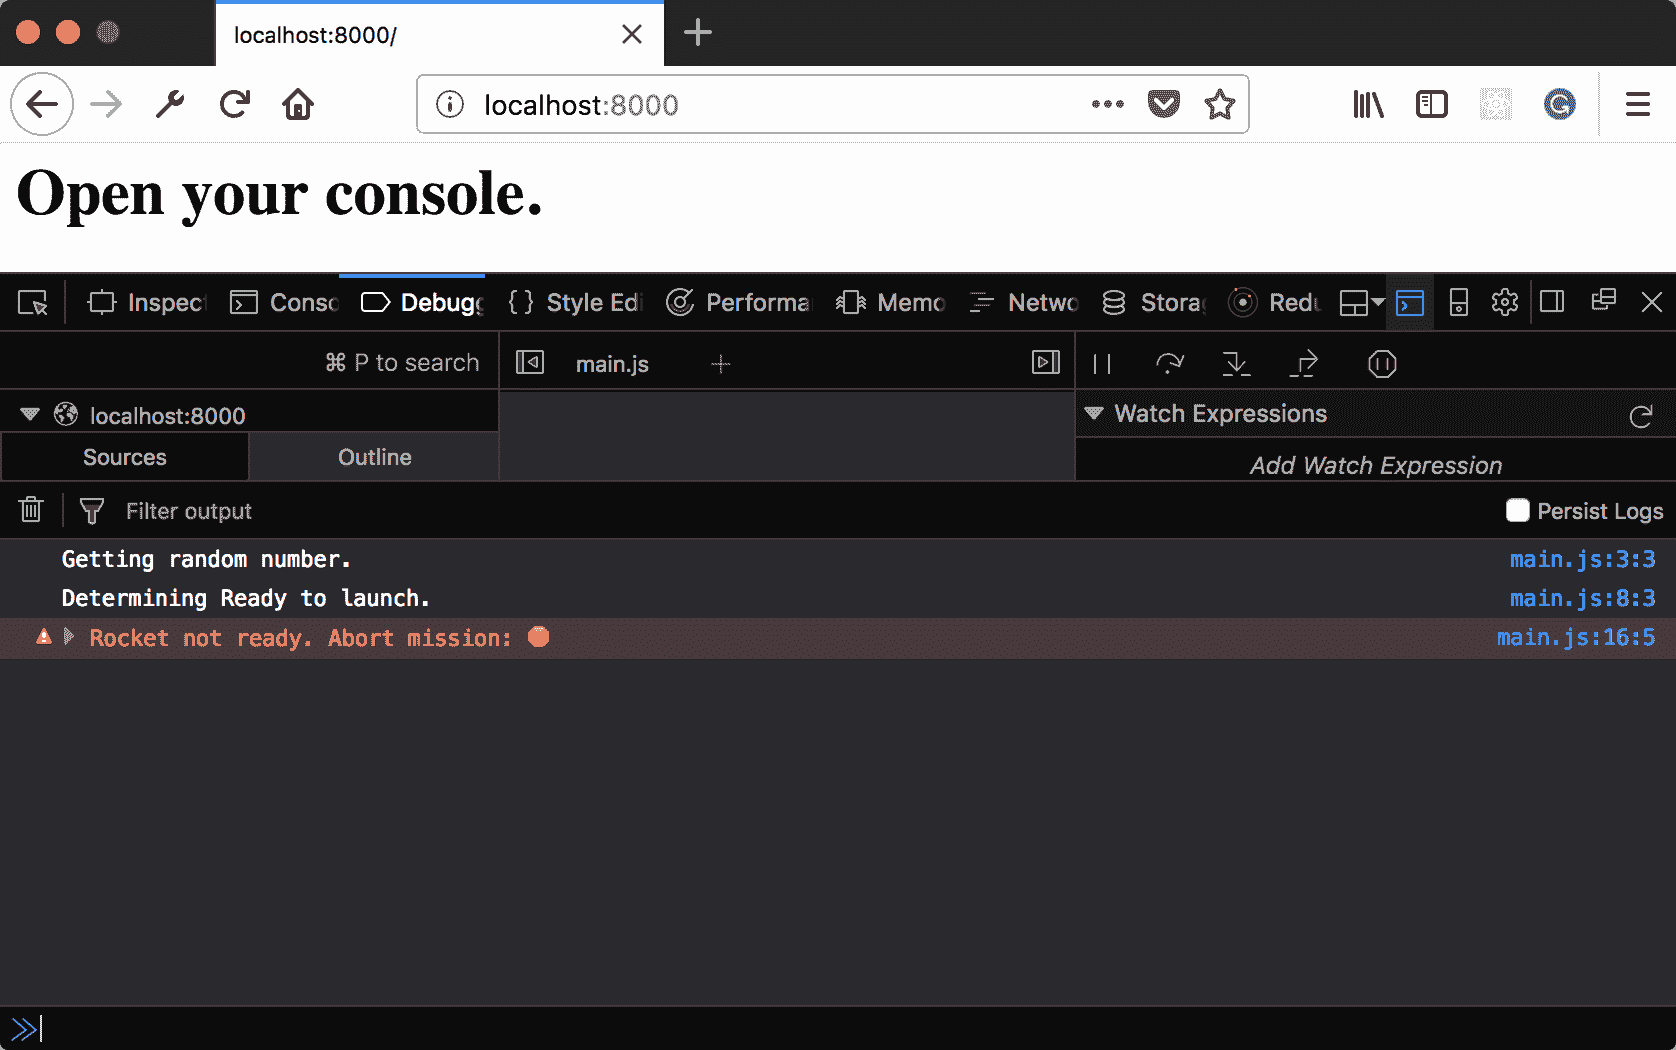 localhost:8000/
localhost:8000
Open your console.
Inspec Conso Debugg Style Edi Performa Memo Netwo Stora Redu
⌘ P to search main.js
localhost:8000 Watch Expressions
Sources Outline Add Watch Expression
Filter output Persist Logs
Getting random number. main.js:3:3
Determining Ready to launch. main.js:8:3
Rocket not ready. Abort mission: main.js:16:5